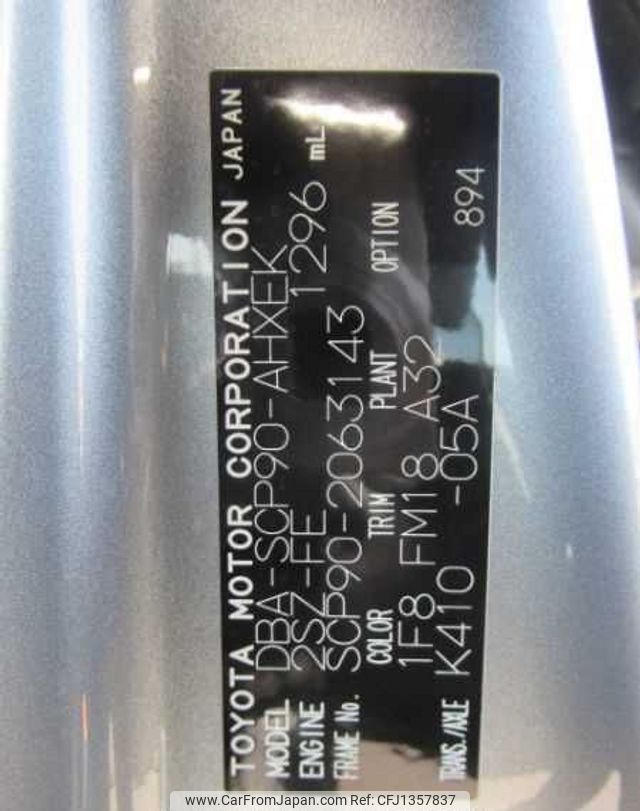 TOYOTA MOTOR CORPORATION JAPAN
MODEL DBA-SCP90-AHXEK
ENGINE 2SZ-FE 1296 mL
FRAME No. SCP90-2063143
COLOR TRIM PLANT OPTION
1F8 FM18 A32
TRANS./AXLE K410 -05A 894
© www.CarFromJapan.com - CFJ1357837